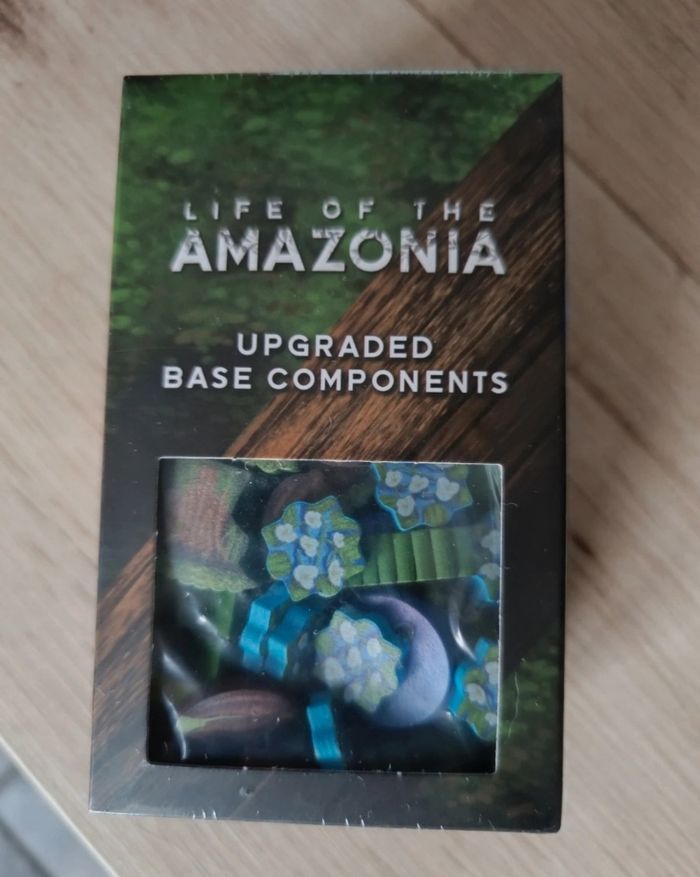 LIFE OF THE
AMAZONIA
UPGRADED
BASE COMPONENTS